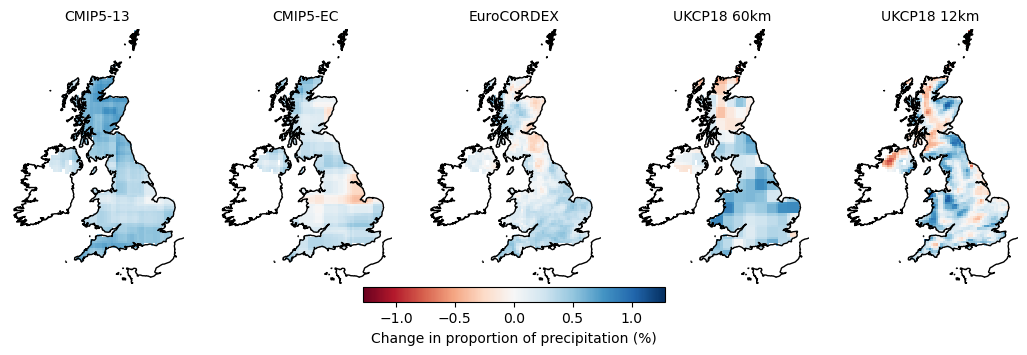 CMIP5-13 CMIP5-EC EuroCORDEX UKCP18 60km UKCP18 12km
−1.0 −0.5 0.0 0.5 1.0
Change in proportion of precipitation (%)